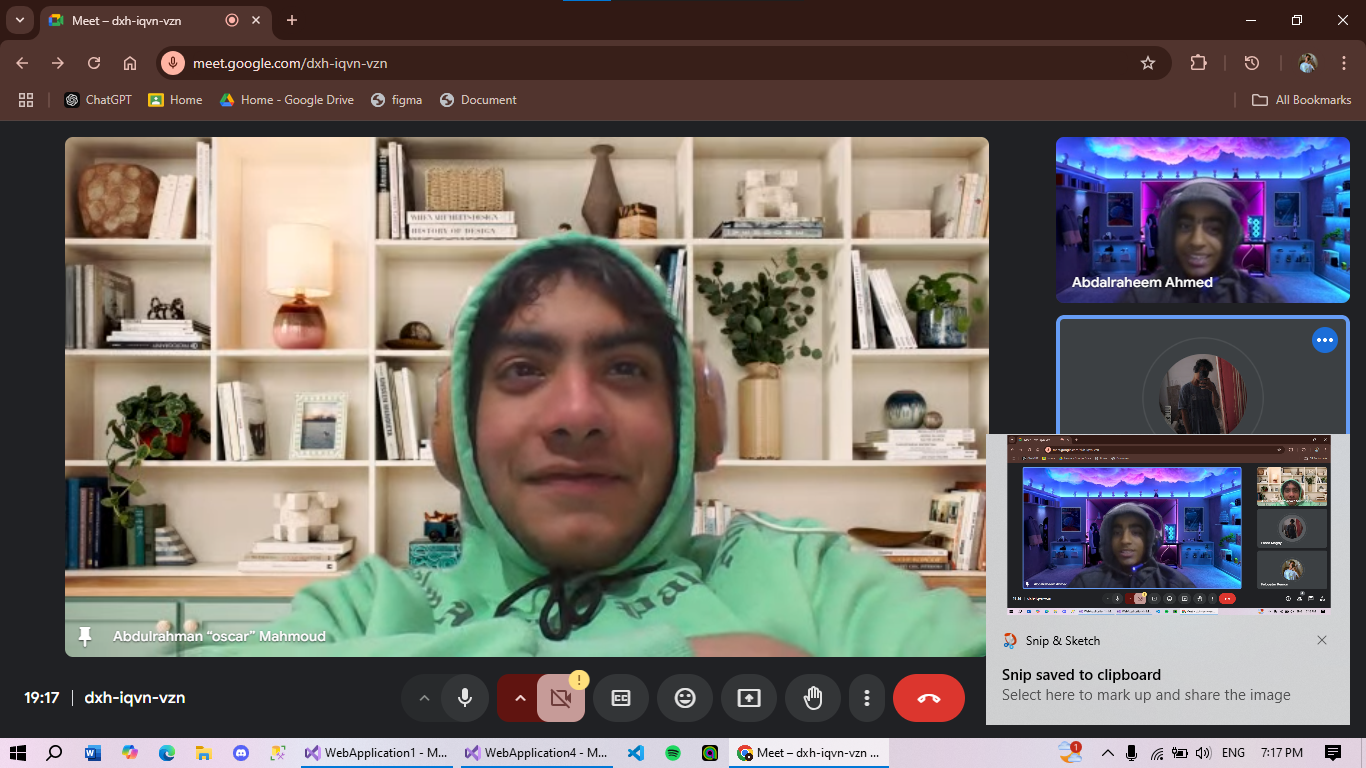 Meet – dxh-iqvn-vzn
meet.google.com/dxh-iqvn-vzn
ChatGPT
Home
Home - Google Drive
figma
Document
All Bookmarks
WHEN ART MEETS DESIGN
HISTORY OF DESIGN
Abdalraheem Ahmed
Abdulrahman “oscar” Mahmoud
Snip & Sketch
Snip saved to clipboard
Select here to mark up and share the image
19:17 | dxh-iqvn-vzn
WebApplication1 - M...
WebApplication4 - M...
Meet – dxh-iqvn-vzn ...
1
ENG
7:17 PM